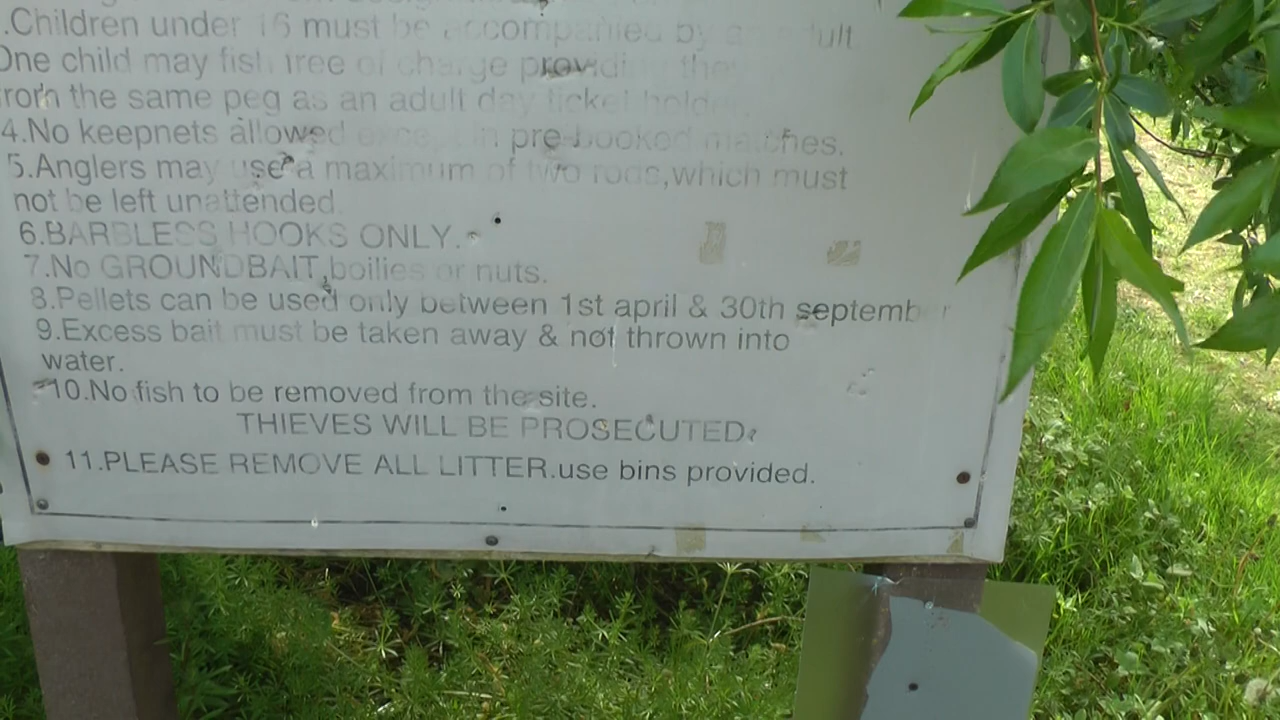 .Children under 16 must be accompanied by an adult
One child may fish free of charge providing they
from the same peg as an adult day ticket holder.
4.No keepnets allowed except in pre-booked matches.
5.Anglers may use a maximum of two rods,which must
not be left unattended.
6.BARBLESS HOOKS ONLY.
7.No GROUNDBAIT,boilies or nuts.
8.Pellets can be used only between 1st april & 30th september
9.Excess bait must be taken away & not thrown into
water.
10.No fish to be removed from the site.
THIEVES WILL BE PROSECUTED.
11.PLEASE REMOVE ALL LITTER.use bins provided.